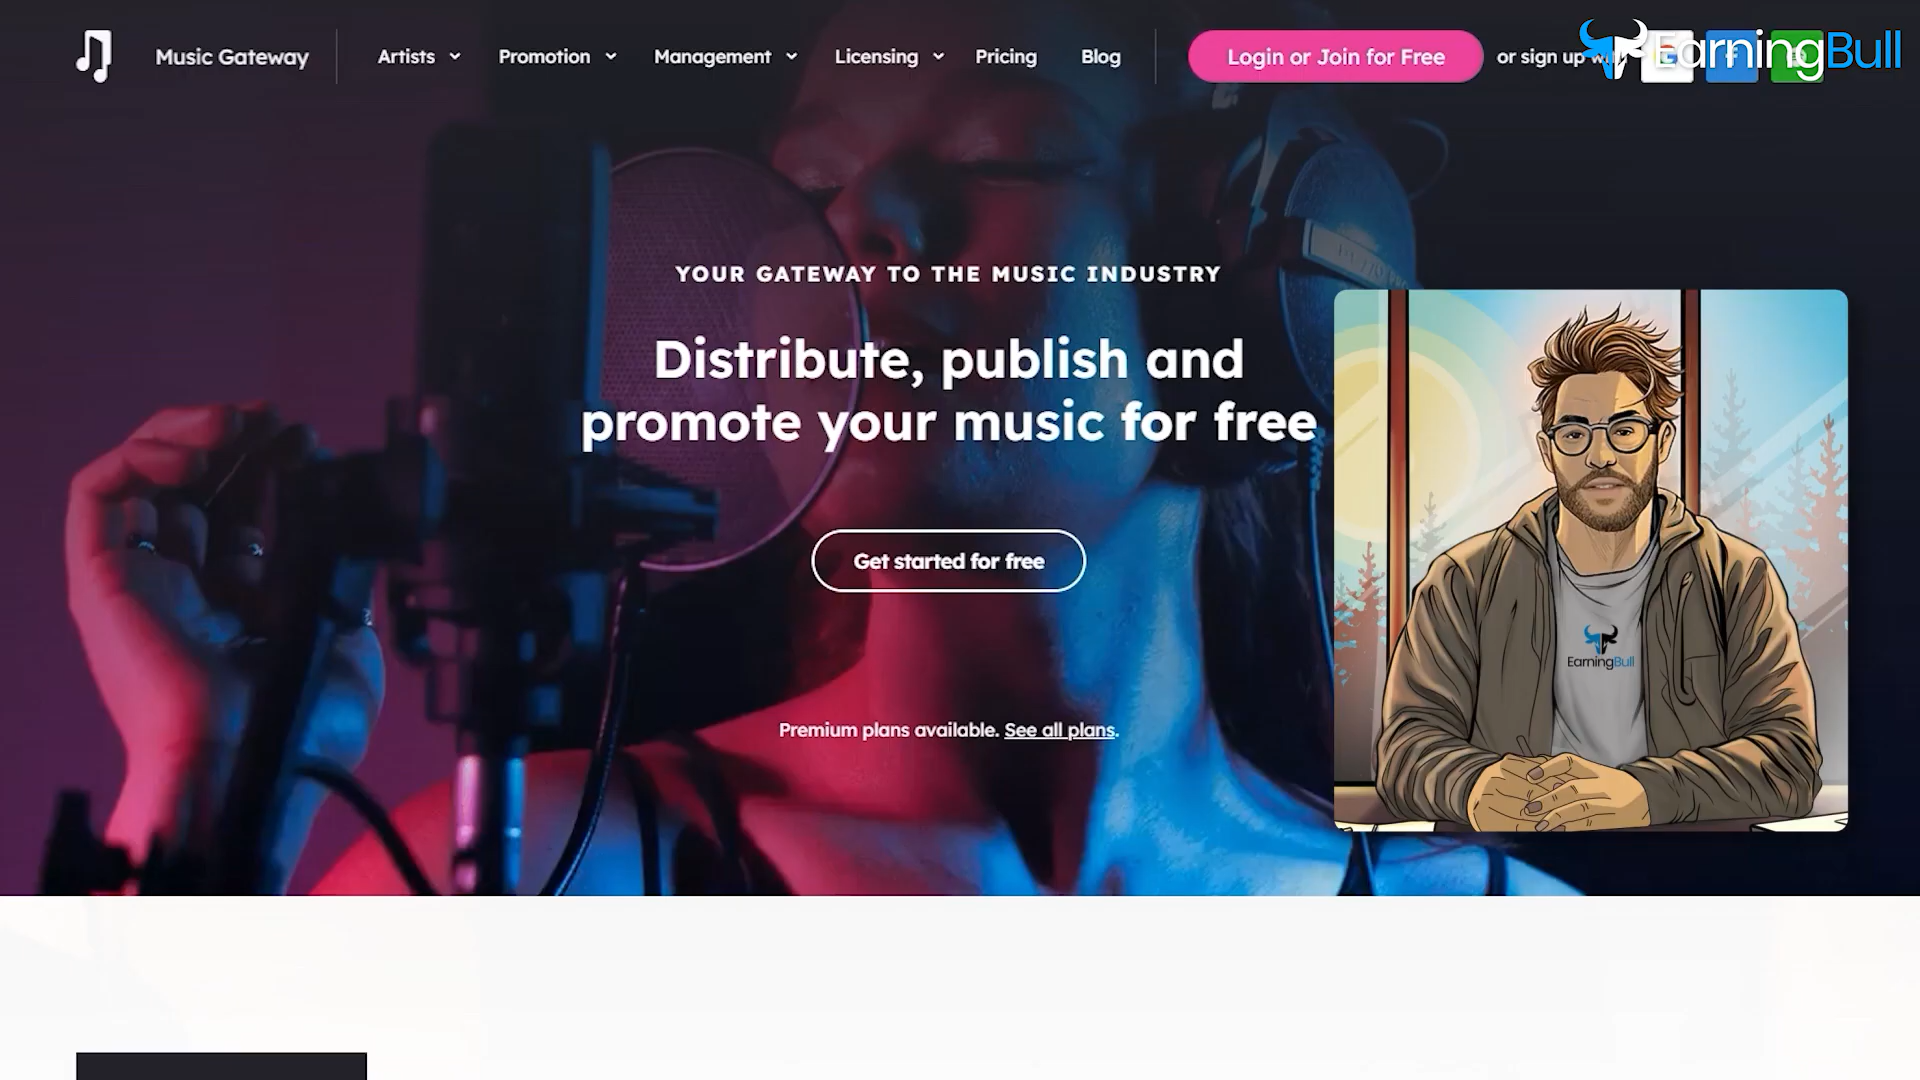 Music Gateway
Artists
Promotion
Management
Licensing
Pricing
Blog
Login or Join for Free
or sign up
EarningBull
YOUR GATEWAY TO THE MUSIC INDUSTRY
Distribute, publish and
promote your music for free
Get started for free
EarningBull
Premium plans available. See all plans.